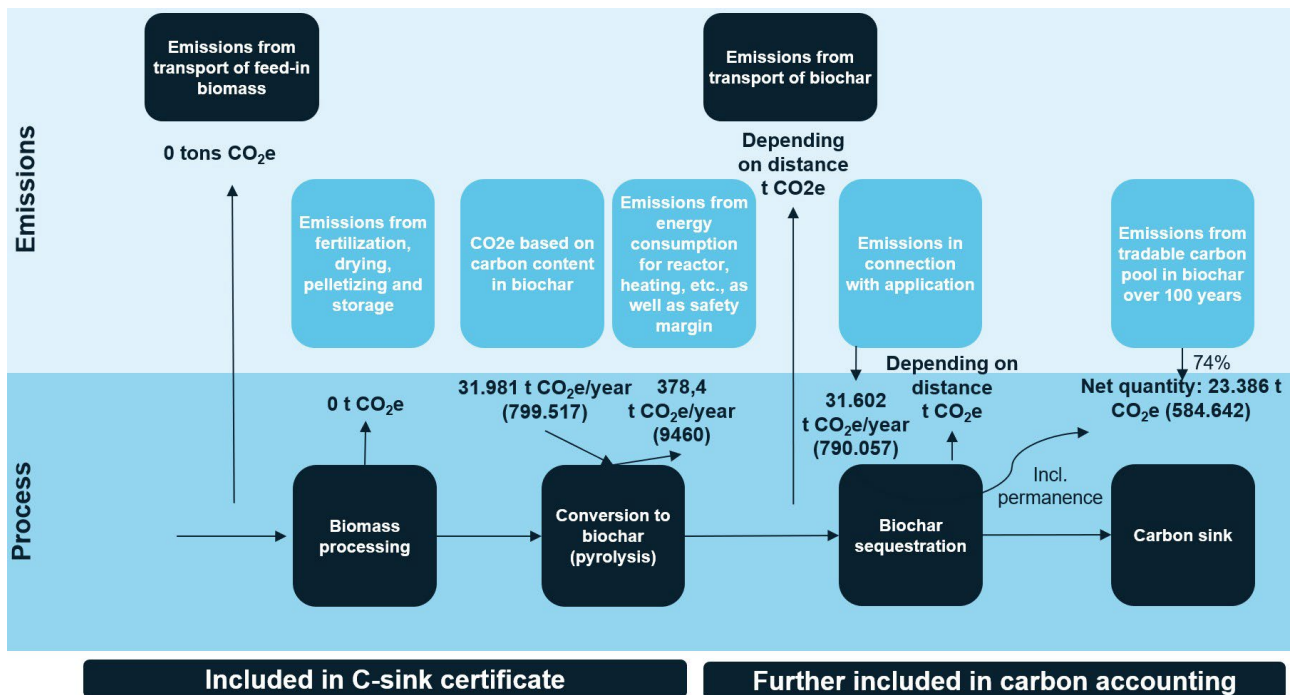 Emissions
Emissions from
transport of feed-in
biomass
0 tons CO₂e
Emissions from
transport of biochar
Depending
on distance
t CO2e
Emissions from
fertilization,
drying,
pelletizing and
storage
CO2e based on
carbon content
in biochar
Emissions from
energy
consumption
for reactor,
heating, etc., as
well as safety
margin
Emissions in
connection
with application
Emissions from
tradable carbon
pool in biochar
over 100 years
Process
0 t CO₂e
31.981 t CO₂e/year
(799.517)
378,4
t CO₂e/year
(9460)
31.602
t CO₂e/year
(790.057)
Depending on
distance
t CO₂e
74%
Net quantity: 23.386 t
CO₂e (584.642)
Incl.
permanence
Biomass
processing
Conversion to
biochar
(pyrolysis)
Biochar
sequestration
Carbon sink
Included in C-sink certificate
Further included in carbon accounting